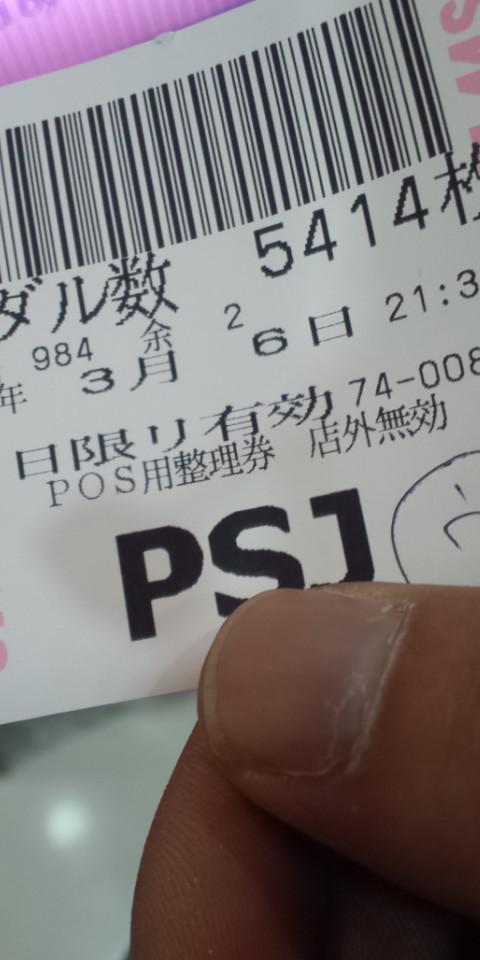 ダル数 5414枚
984 余 2
年 3月 6日 21:3
日限り有効 74-008
POS用整理券 店外無効
PSJ